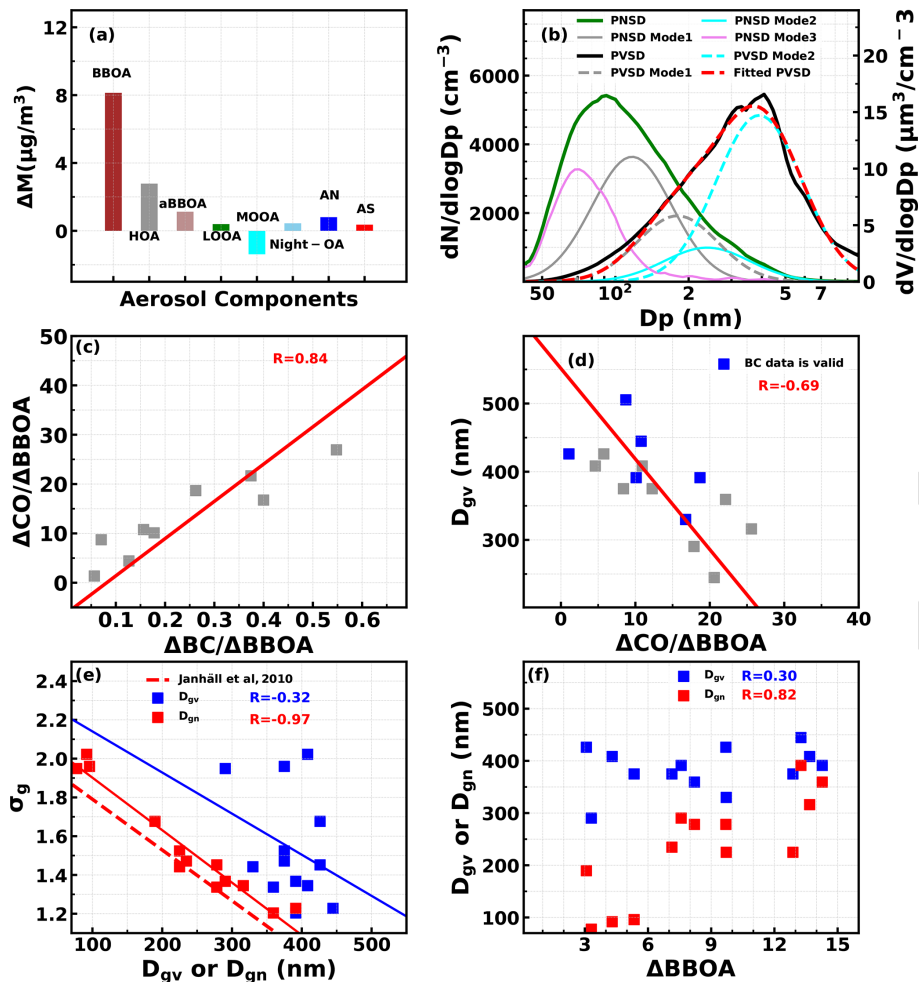 12
8
4
0
ΔM(μg/m³)
(a)
BBOA
HOA
aBBOA
LOOA
MOOA
Night−OA
AN
AS
Aerosol Components
(b)
PNSD
PNSD Mode1
PVSD
PVSD Mode1
PNSD Mode2
PNSD Mode3
PVSD Mode2
Fitted PVSD
7500
6000
5000
4000
2000
0
dN/dlogDp (cm⁻³)
20
15
10
5
0
dV/dlogDp (μm³/cm⁻3
50 10² 2 5 7
Dp (nm)
(c)
R=0.84
50
40
30
20
10
0
ΔCO/ΔBBOA
0.1 0.2 0.3 0.4 0.5 0.6
ΔBC/ΔBBOA
(d)
BC data is valid
R=-0.69
500
400
300
D_gv (nm)
0 10 20 30 40
ΔCO/ΔBBOA
(e)
Janhäll et al, 2010
D_gv R=-0.32
D_gn R=-0.97
2.4
2.2
2.0
1.8
1.6
1.4
1.2
σ_g
100 200 300 400 500
D_gv or D_gn (nm)
(f)
D_gv R=0.30
D_gn R=0.82
500
400
300
200
100
D_gv or D_gn (nm)
3 6 9 12 15
ΔBBOA